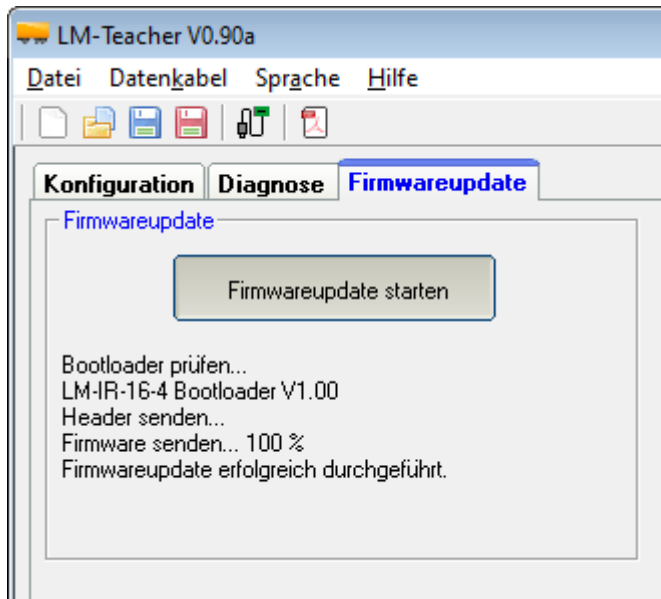 LM-Teacher V0.90a
Datei Datenkabel Sprache Hilfe
Konfiguration Diagnose Firmwareupdate
Firmwareupdate
Firmwareupdate starten
Bootloader prüfen...
LM-IR-16-4 Bootloader V1.00
Header senden...
Firmware senden... 100 %
Firmwareupdate erfolgreich durchgeführt.